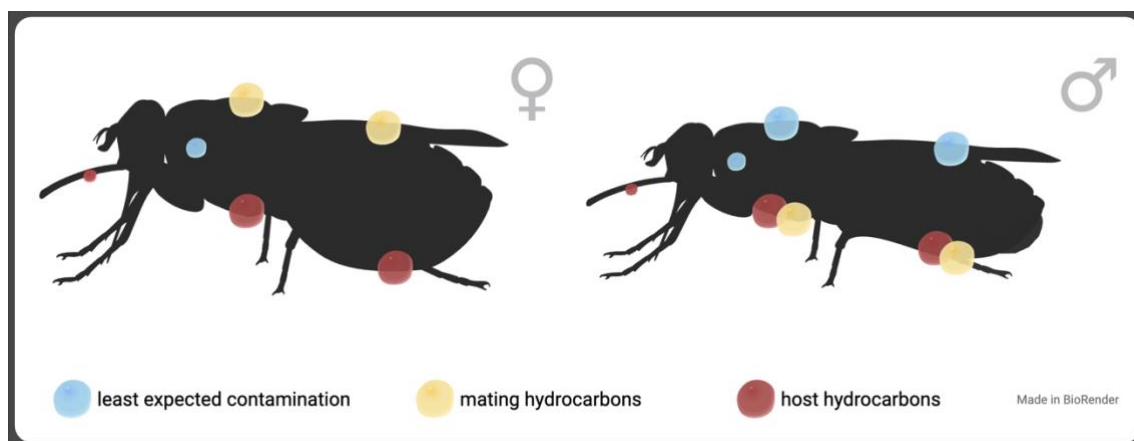 ♀ ♂
least expected contamination mating hydrocarbons host hydrocarbons Made in BioRender